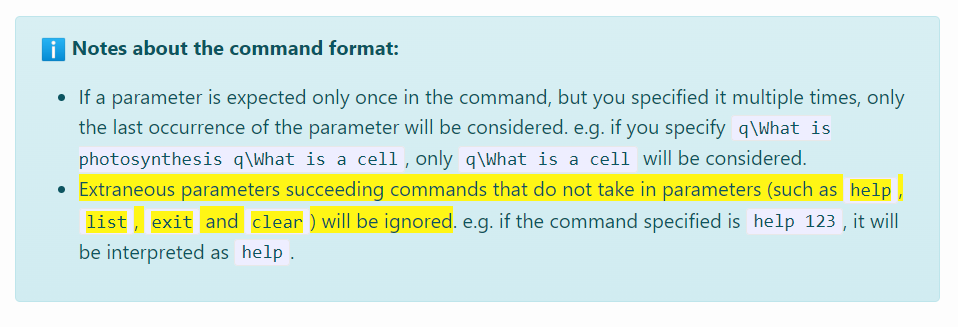 ℹ️ Notes about the command format:
• If a parameter is expected only once in the command, but you specified it multiple times, only
the last occurrence of the parameter will be considered. e.g. if you specify q\What is
photosynthesis q\What is a cell , only q\What is a cell will be considered.
• Extraneous parameters succeeding commands that do not take in parameters (such as help ,
list , exit and clear ) will be ignored. e.g. if the command specified is help 123 , it will
be interpreted as help .